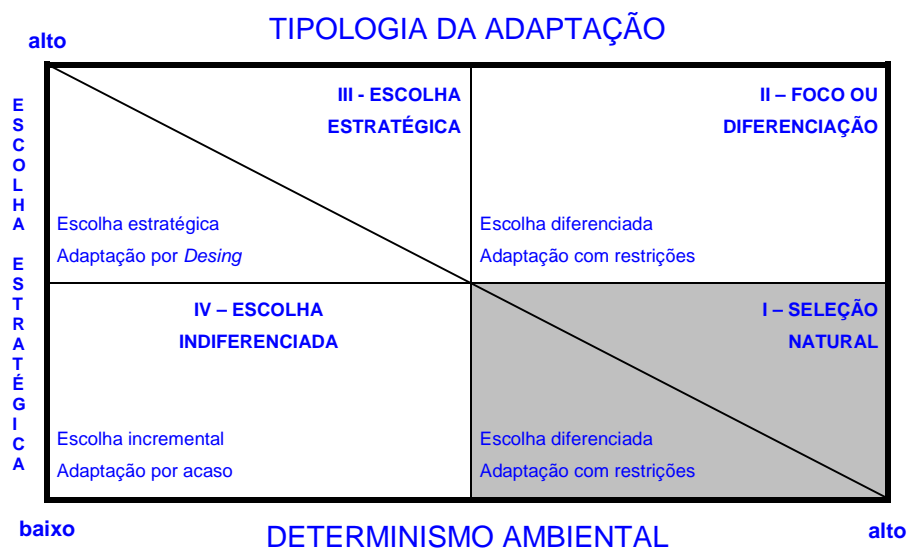 TIPOLOGIA DA ADAPTAÇÃO
alto
ESCOLHA ESTRATÉGICA
III - ESCOLHA
ESTRATÉGICA
Escolha estratégica
Adaptação por Desing
II – FOCO OU
DIFERENCIAÇÃO
Escolha diferenciada
Adaptação com restrições
IV – ESCOLHA
INDIFERENCIADA
Escolha incremental
Adaptação por acaso
I – SELEÇÃO
NATURAL
Escolha diferenciada
Adaptação com restrições
baixo
DETERMINISMO AMBIENTAL
alto